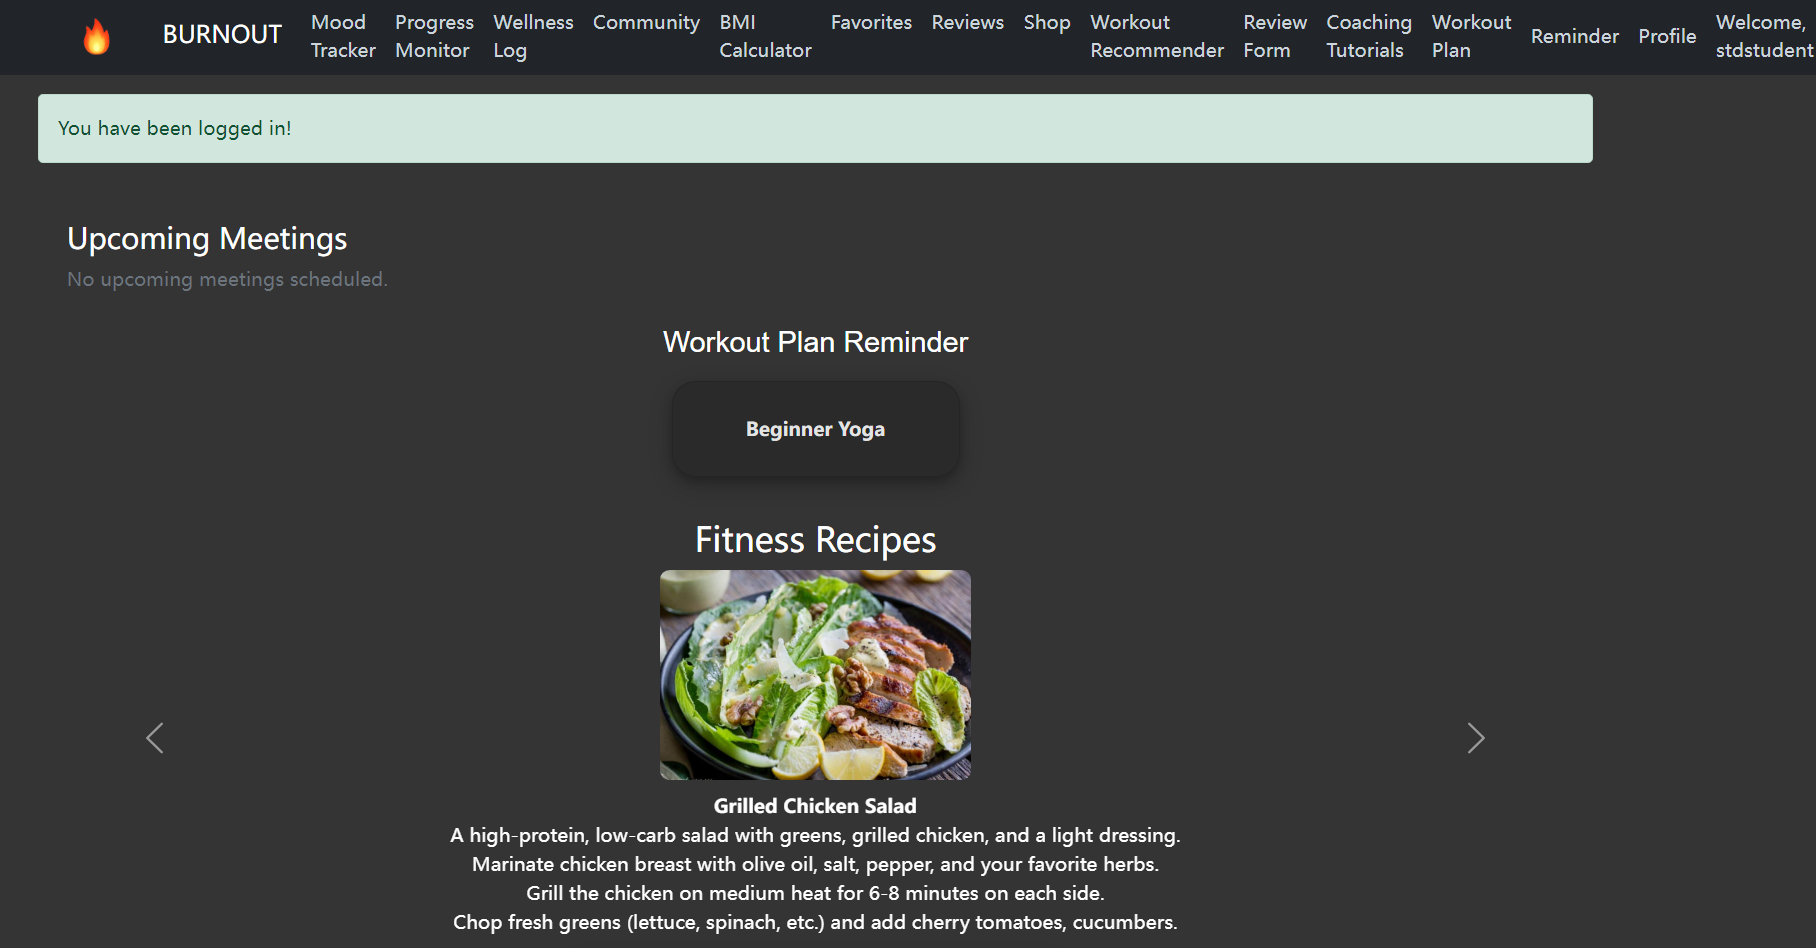 BURNOUT
Mood
Tracker
Progress
Monitor
Wellness
Log
Community
BMI
Calculator
Favorites
Reviews
Shop
Workout
Recommender
Review
Form
Coaching
Tutorials
Workout
Plan
Reminder
Profile
Welcome,
stdstudent
You have been logged in!
Upcoming Meetings
No upcoming meetings scheduled.
Workout Plan Reminder
Beginner Yoga
Fitness Recipes
Grilled Chicken Salad
A high-protein, low-carb salad with greens, grilled chicken, and a light dressing.
Marinate chicken breast with olive oil, salt, pepper, and your favorite herbs.
Grill the chicken on medium heat for 6-8 minutes on each side.
Chop fresh greens (lettuce, spinach, etc.) and add cherry tomatoes, cucumbers.